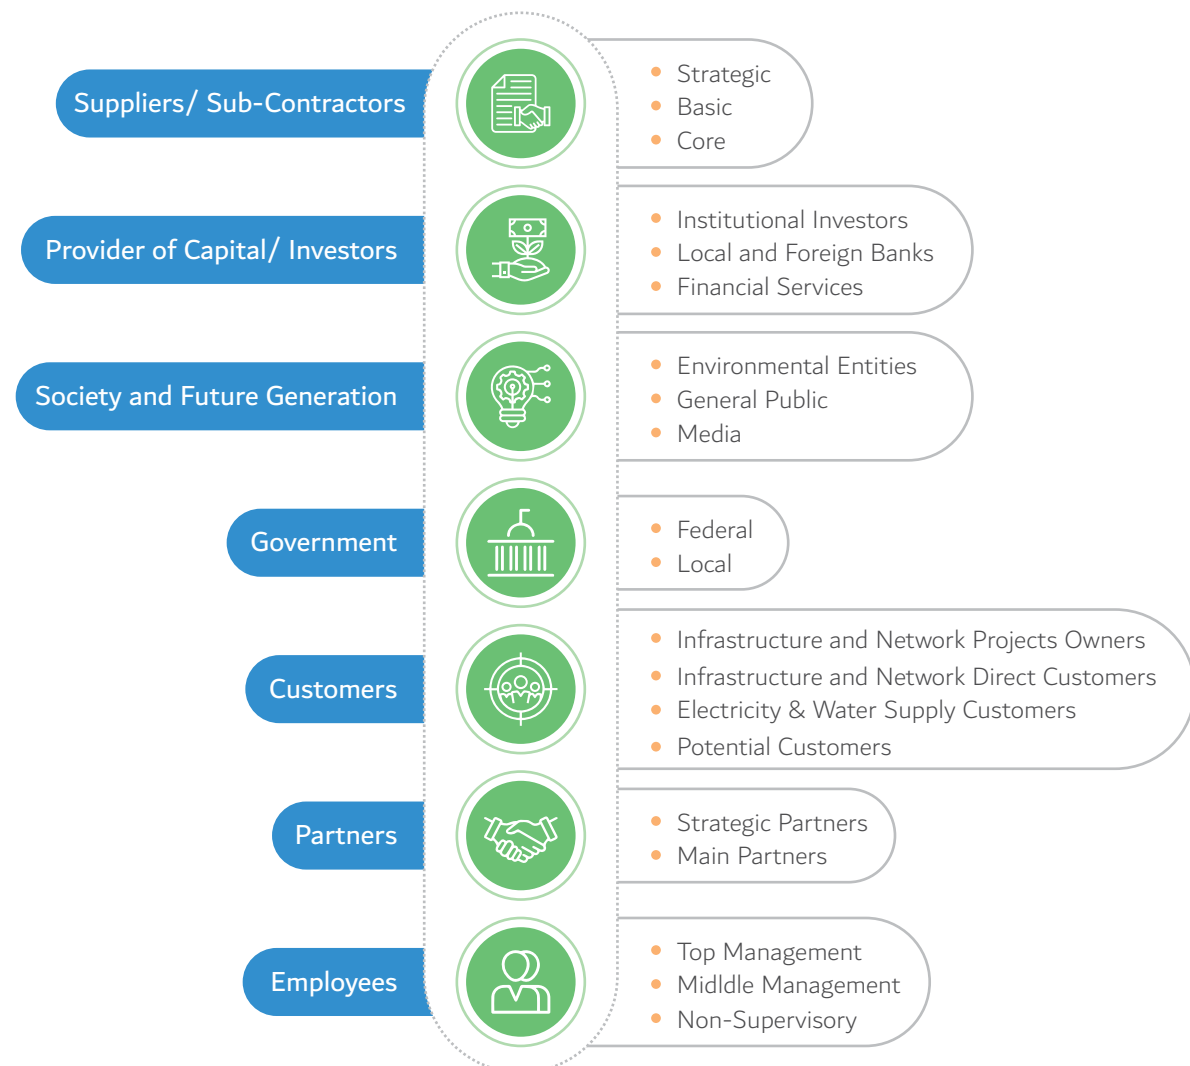 Suppliers/ Sub-Contractors
• Strategic
• Basic
• Core
Provider of Capital/ Investors
• Institutional Investors
• Local and Foreign Banks
• Financial Services
Society and Future Generation
• Environmental Entities
• General Public
• Media
Government
• Federal
• Local
Customers
• Infrastructure and Network Projects Owners
• Infrastructure and Network Direct Customers
• Electricity & Water Supply Customers
• Potential Customers
Partners
• Strategic Partners
• Main Partners
Employees
• Top Management
• Midldle Management
• Non-Supervisory